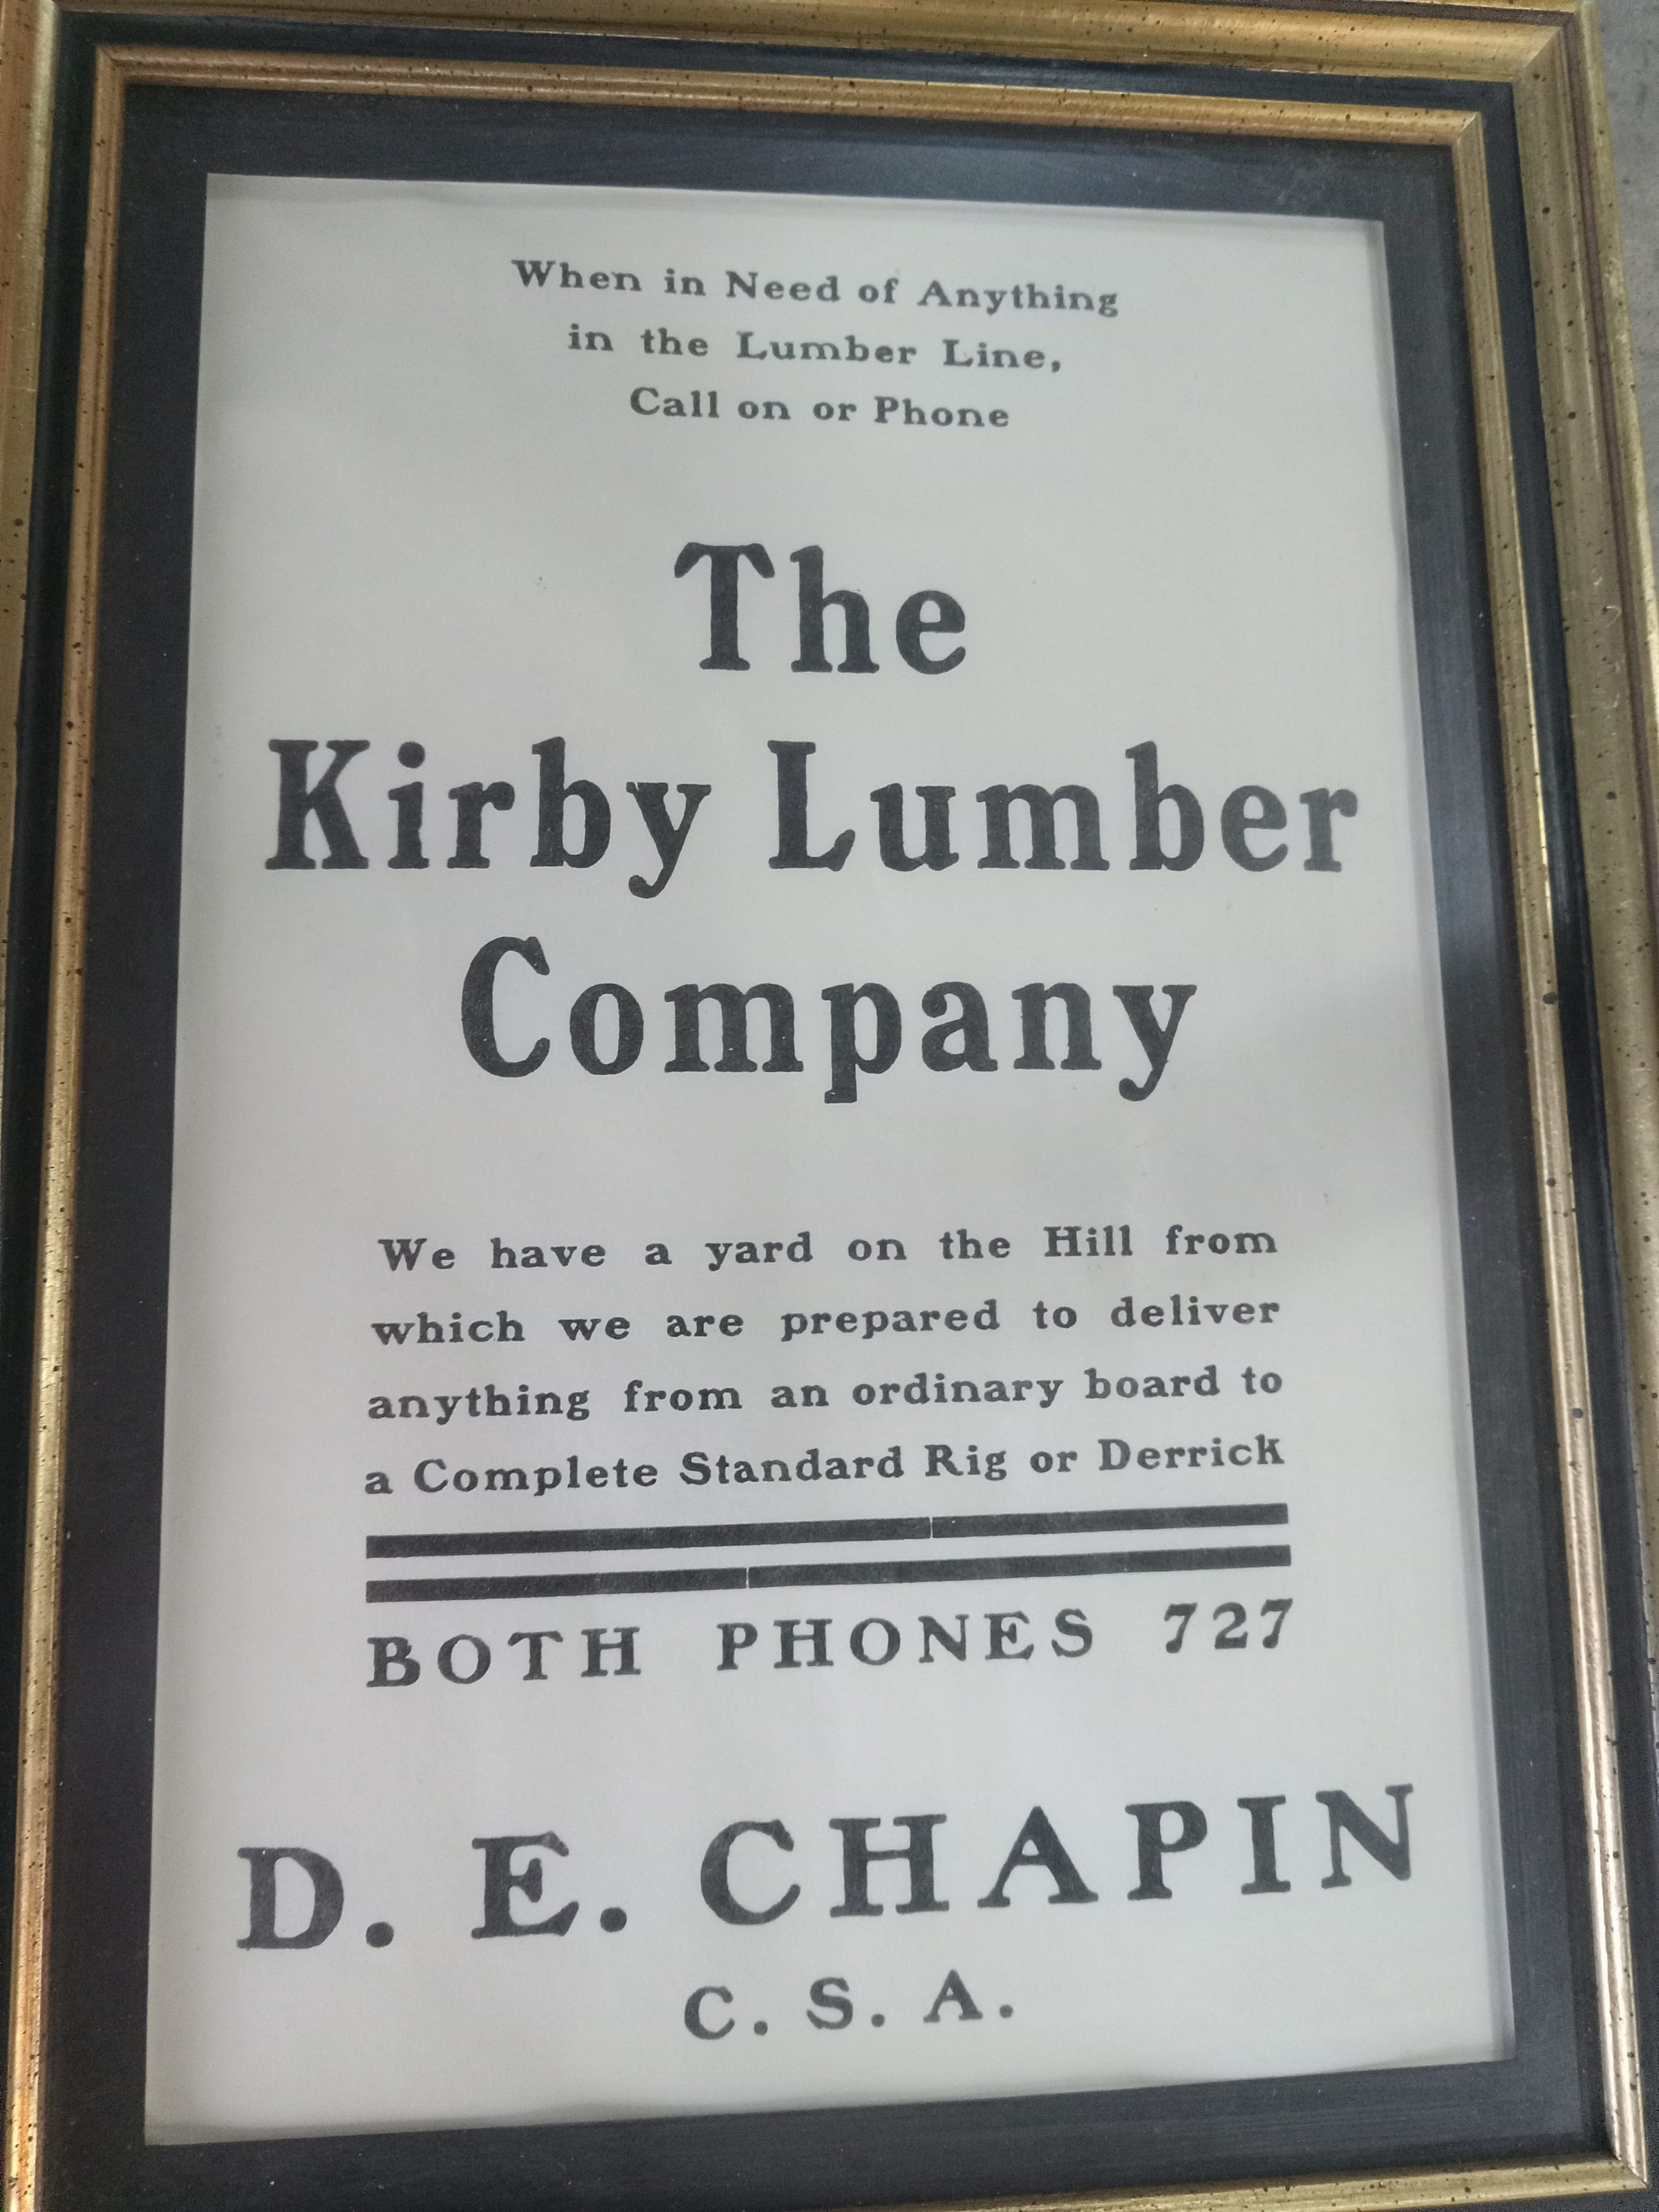 When in Need of Anything
in the Lumber Line,
Call on or Phone
The
Kirby Lumber
Company
We have a yard on the Hill from
which we are prepared to deliver
anything from an ordinary board to
a Complete Standard Rig or Derrick
BOTH PHONES 727
D. E. CHAPIN
C. S. A.